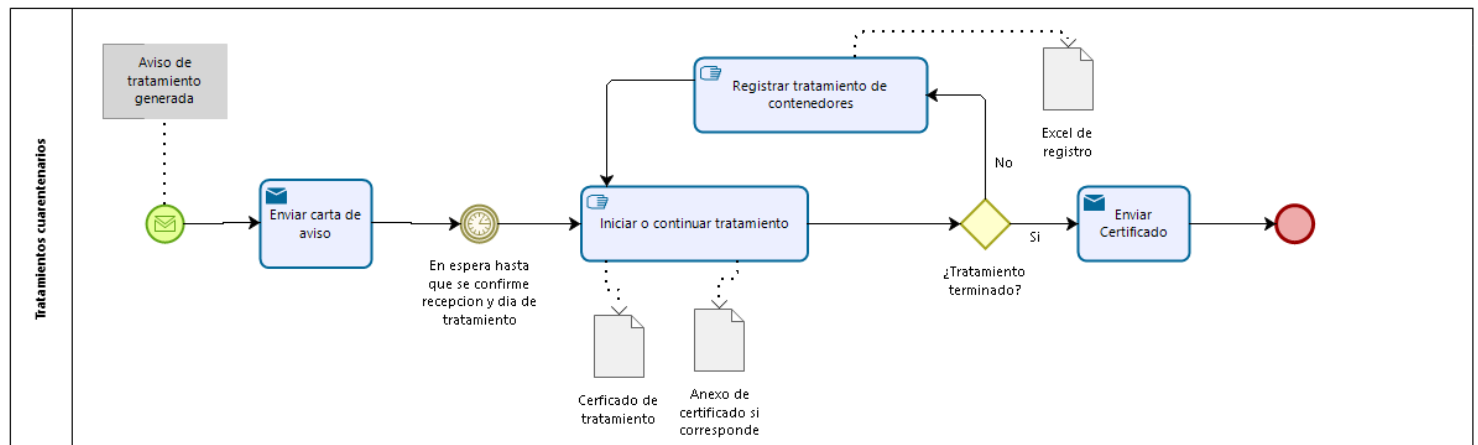 Tratamientos cuarentenarios
Aviso de
tratamiento
generada
Enviar carta de
aviso
En espera hasta
que se confirme
recepcion y dia de
tratamiento
Registrar tratamiento de
contenedores
Excel de
registro
Iniciar o continuar tratamiento
Cerficado de
tratamiento
Anexo de
certificado si
corresponde
No
¿Tratamiento
terminado?
Si
Enviar
Certificado